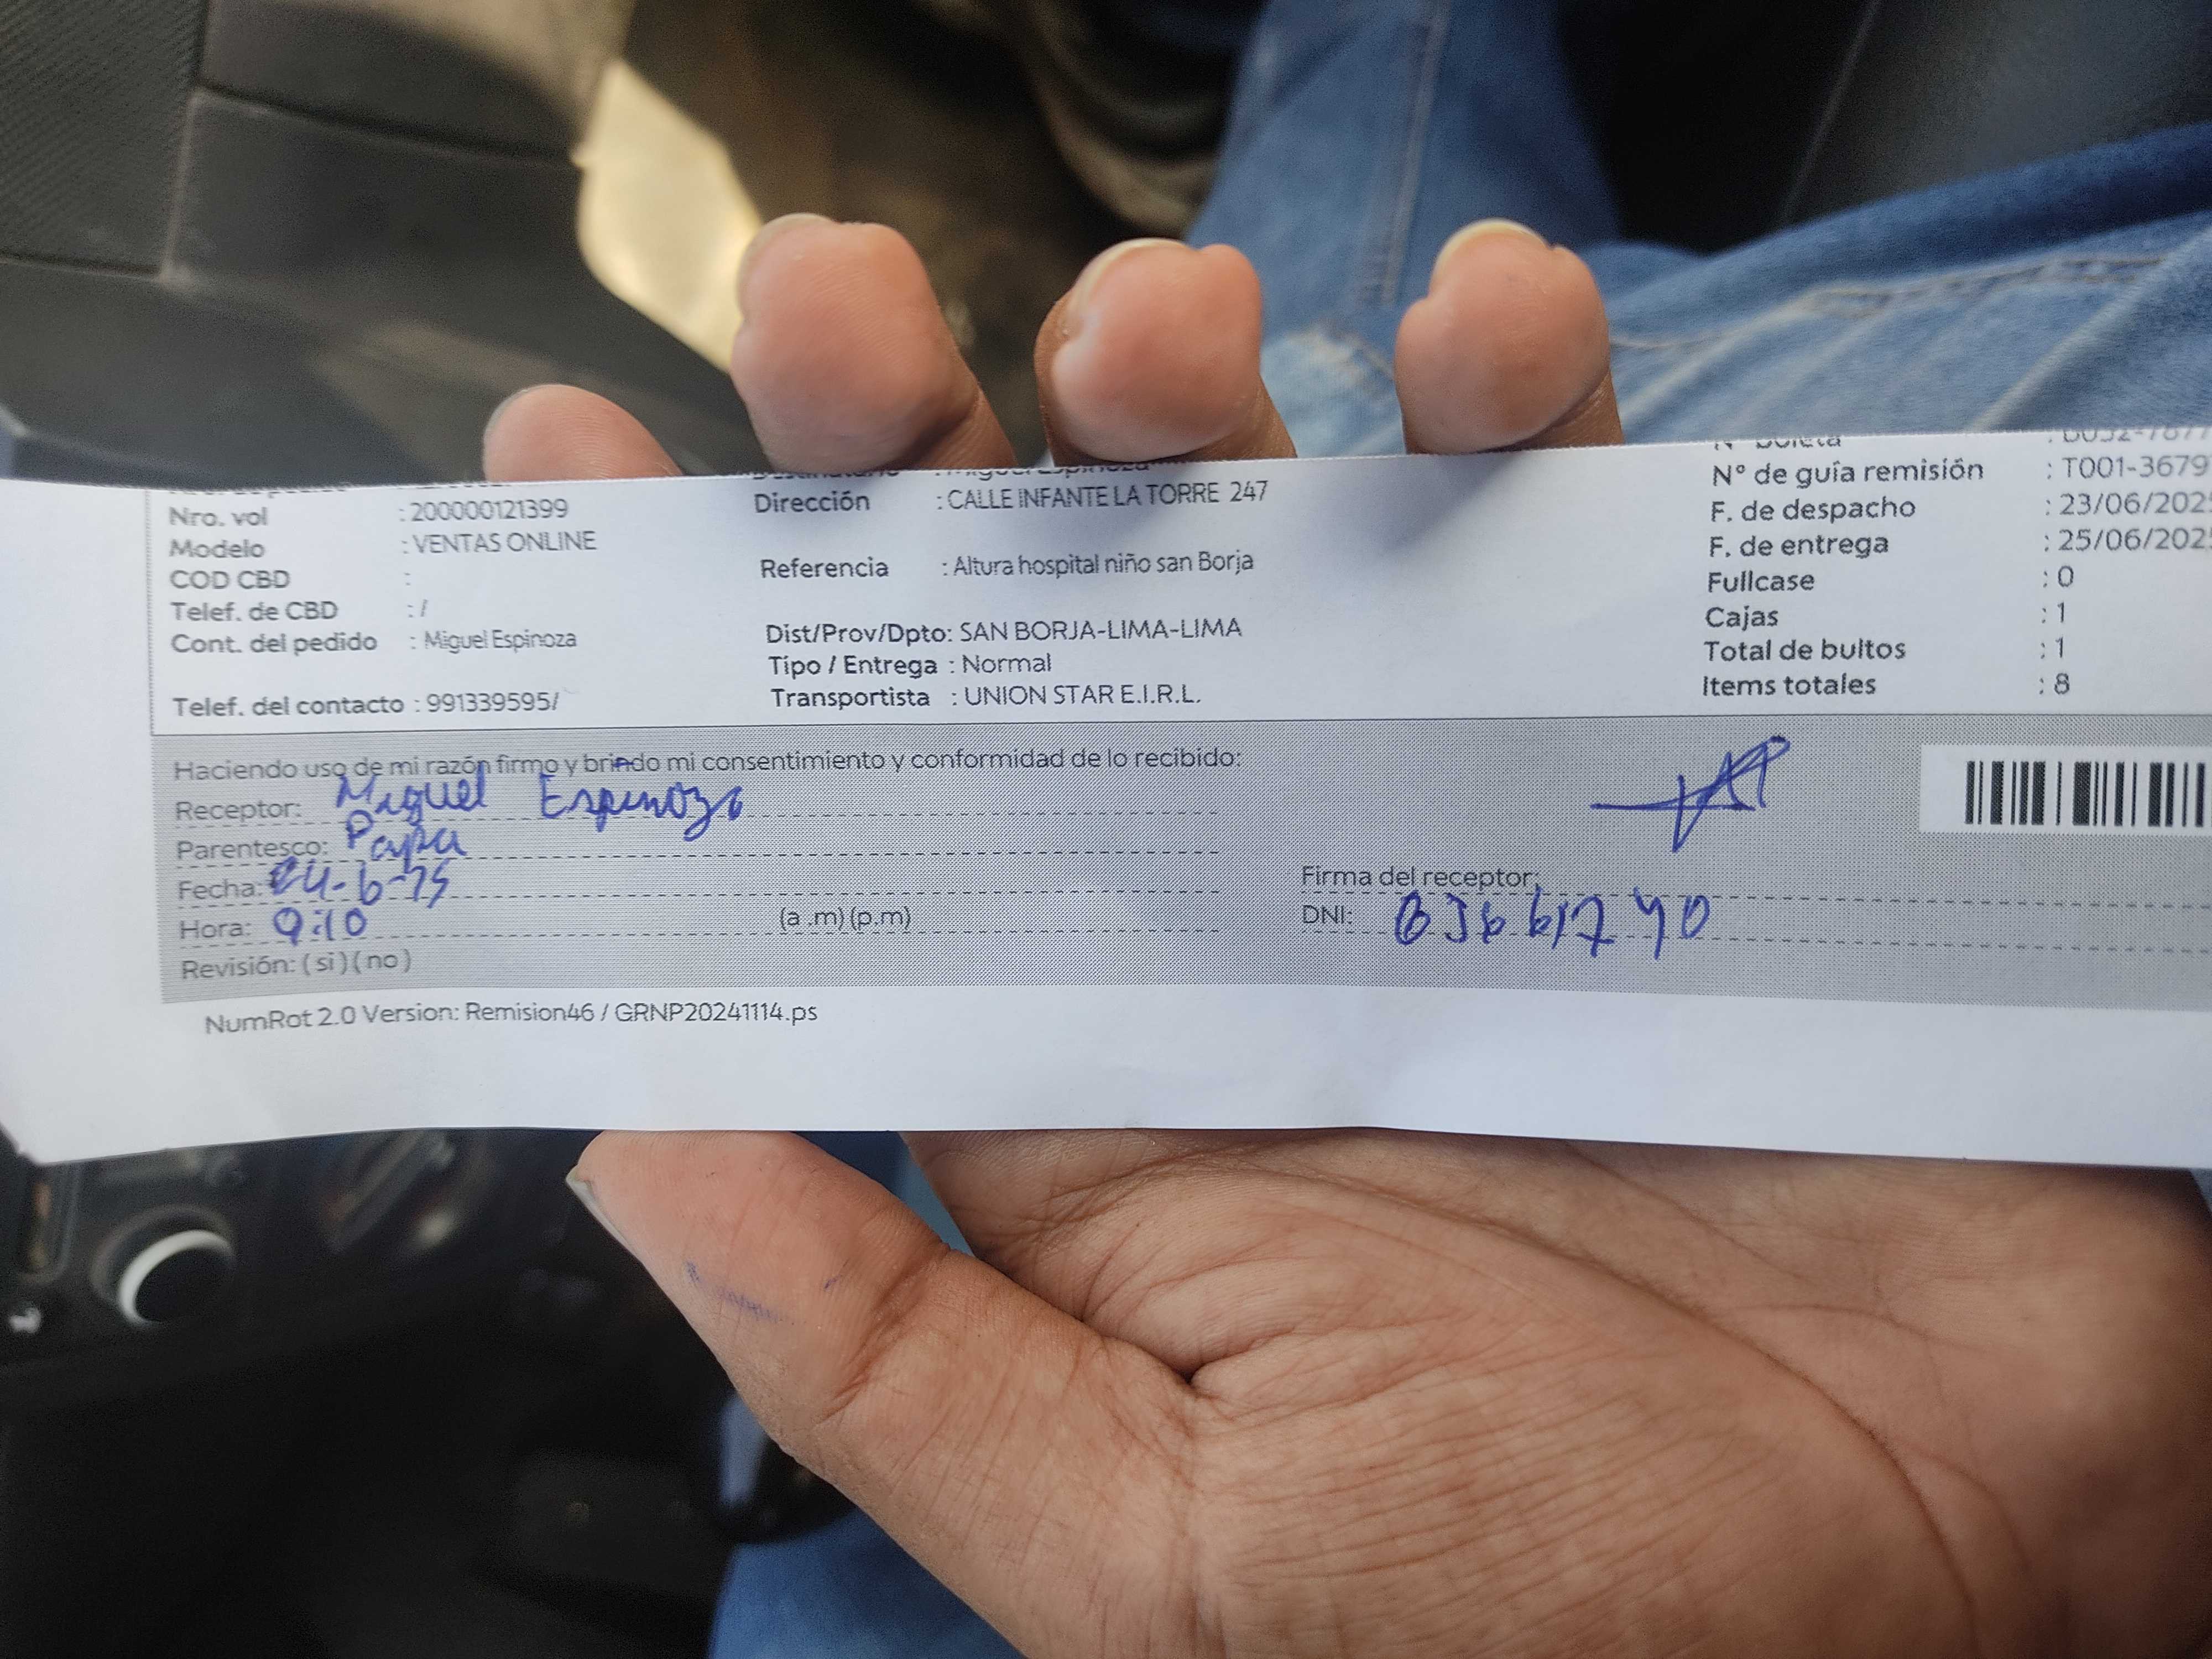 Nro. vol : 200000121399
Modelo : VENTAS ONLINE
COD CBD :
Telef. de CBD : /
Cont. del pedido : Miguel Espinoza
Telef. del contacto : 991339595/
Destinatario : Miguel Espinoza
Dirección : CALLE INFANTE LA TORRE 247
Referencia : Altura hospital niño san Borja
Dist/Prov/Dpto: SAN BORJA-LIMA-LIMA
Tipo / Entrega : Normal
Transportista : UNION STAR E.I.R.L.
N° boleta
N° de guía remisión : T001-3679
F. de despacho : 23/06/202
F. de entrega : 25/06/202
Fullcase : 0
Cajas : 1
Total de bultos : 1
Items totales : 8
Haciendo uso de mi razón firmo y brindo mi consentimiento y conformidad de lo recibido:
Receptor: Miguel Espinoza
Parentesco: Papa
Fecha:
Hora: 9:10 (a .m) (p.m)
Revisión: ( si ) ( no )
Firma del receptor:
DNI:
NumRot 2.0 Version: Remision46 / GRNP20241114.ps